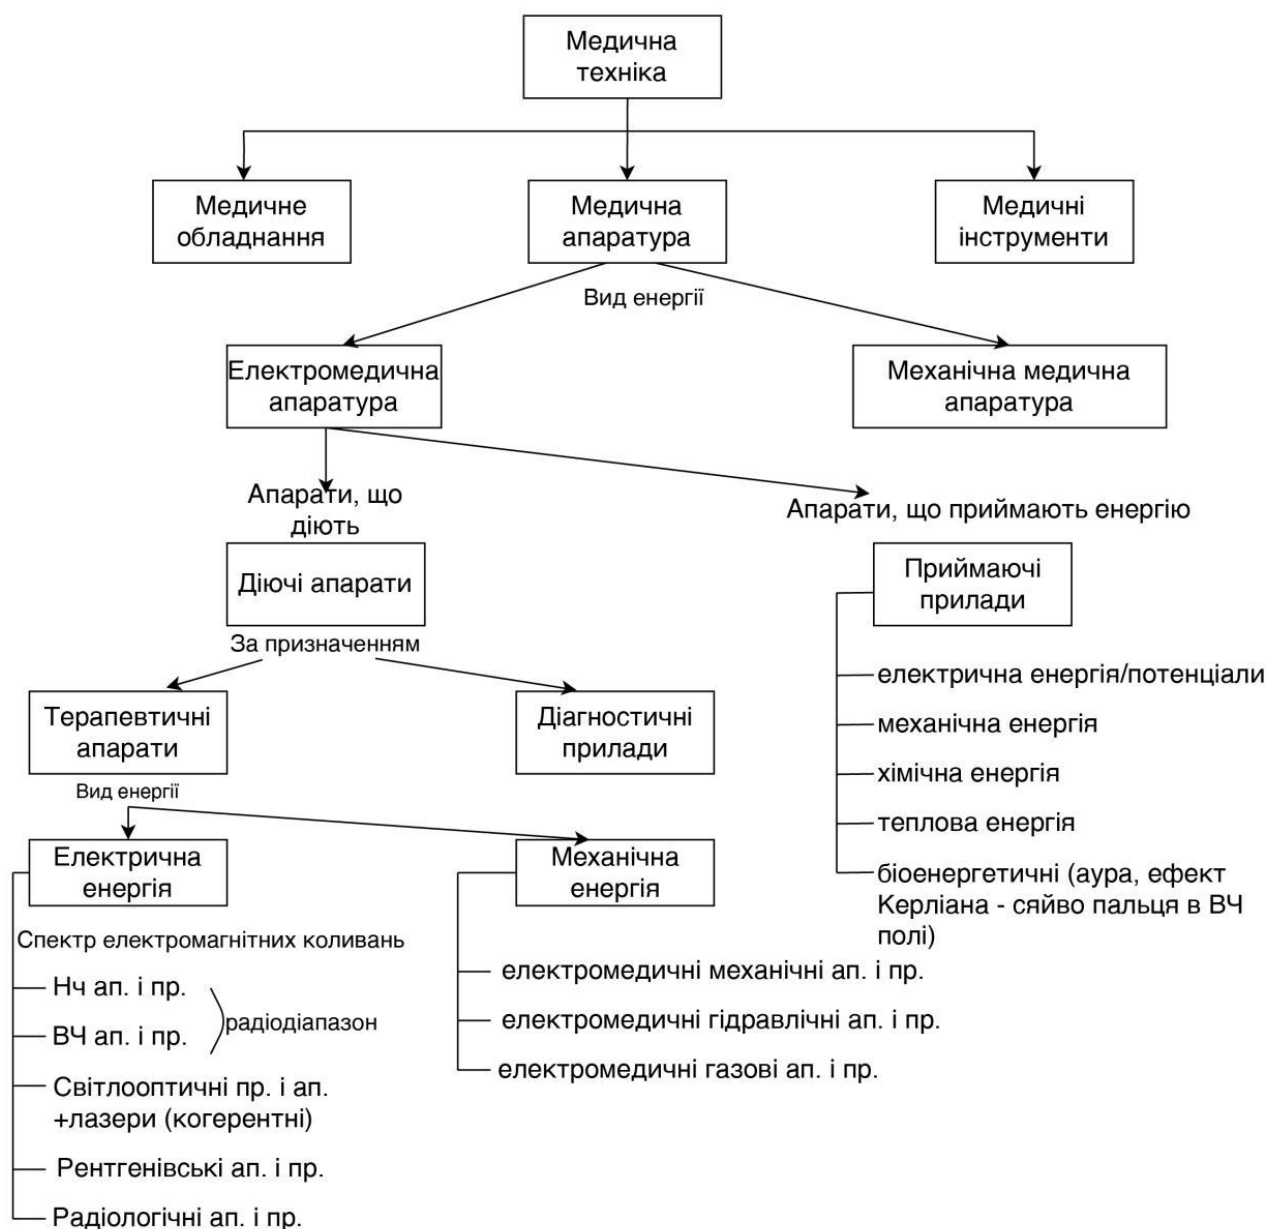 Медична
техніка
Медичне
обладнання
Медична
апаратура
Медичні
інструменти
Вид енергії
Електромедична
апаратура
Механічна медична
апаратура
Апарати, що
діють
Апарати, що приймають енергію
Діючі апарати
Приймаючі
прилади
За призначенням
Терапевтичні
апарати
Діагностичні
прилади
електрична енергія/потенціали
механічна енергія
хімічна енергія
теплова енергія
біоенергетичні (аура, ефект
Керліана - сяйво пальця в ВЧ
полі)
Вид енергії
Електрична
енергія
Механічна
енергія
Спектр електромагнітних коливань
Нч ап. і пр.
ВЧ ап. і пр.
радіодіапазон
Світлооптичні пр. і ап.
+лазери (когерентні)
Рентгенівські ап. і пр.
Радіологічні ап. і пр.
електромедичні механічні ап. і пр.
електромедичні гідравлічні ап. і пр.
електромедичні газові ап. і пр.